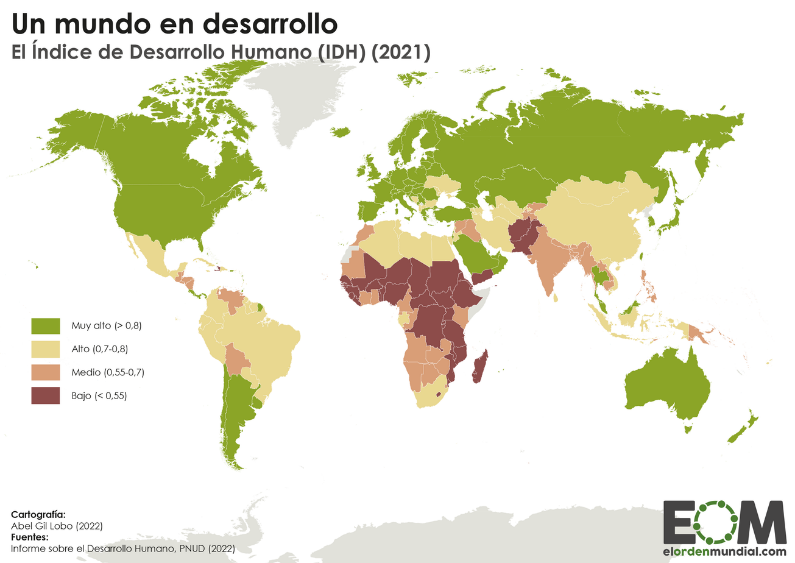 Un mundo en desarrollo
El Índice de Desarrollo Humano (IDH) (2021)
Muy alto (> 0,8)
Alto (0,7-0,8)
Medio (0,55-0,7)
Bajo (< 0,55)
Cartografía:
Abel Gil Lobo (2022)
Fuentes:
Informe sobre el Desarrollo Humano, PNUD (2022)
EOM
elordenmundial.com